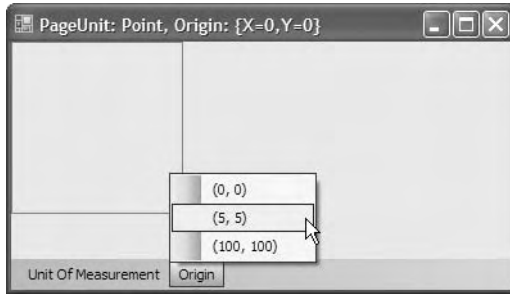 PageUnit: Point, Origin: {X=0,Y=0}
(0, 0)
(5, 5)
(100, 100)
Unit Of Measurement Origin